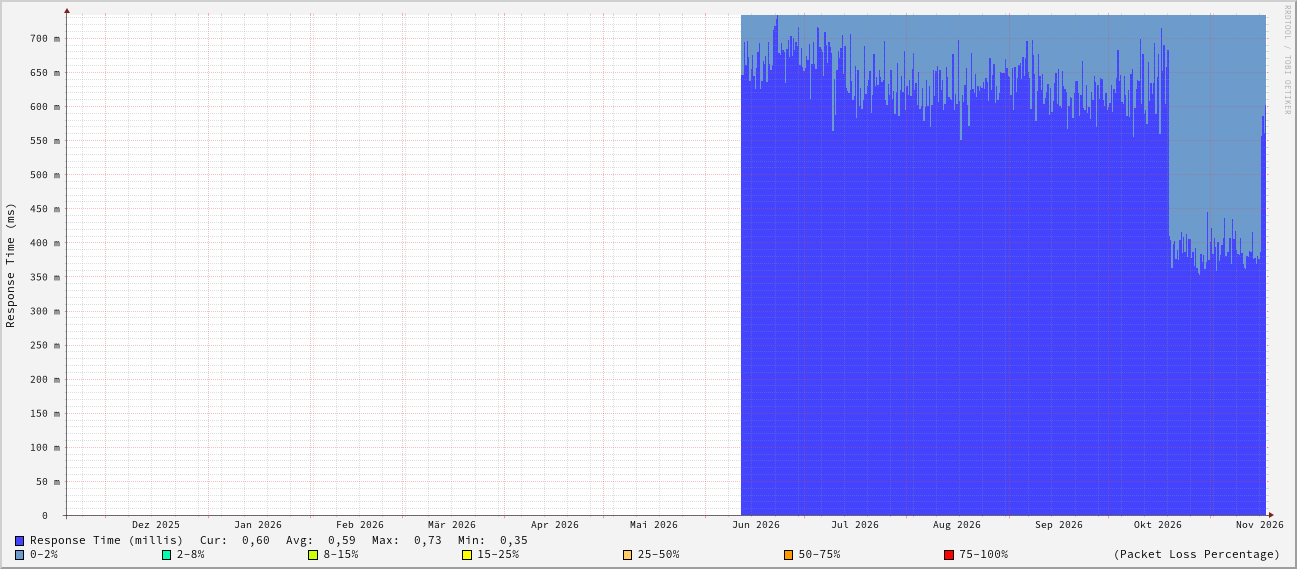 RRDTOOL / TOBI OETIKER
Response Time (ms)
700 m
650 m
600 m
550 m
500 m
450 m
400 m
350 m
300 m
250 m
200 m
150 m
100 m
50 m
0
Dez 2025 Jan 2026 Feb 2026 Mär 2026 Apr 2026 Mai 2026 Jun 2026 Jul 2026 Aug 2026 Sep 2026 Okt 2026 Nov 2026
Response Time (millis) Cur: 0,60 Avg: 0,59 Max: 0,73 Min: 0,35
0-2% 2-8% 8-15% 15-25% 25-50% 50-75% 75-100% (Packet Loss Percentage)